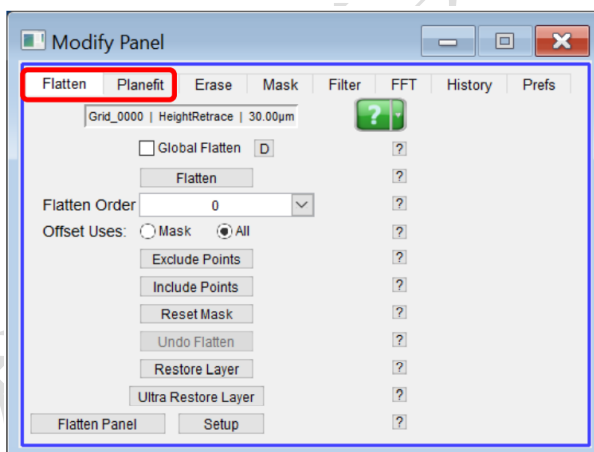 Modify Panel
Flatten Planefit Erase Mask Filter FFT History Prefs
Grid_0000 | HeightRetrace | 30.00µm ?
Global Flatten D ?
Flatten ?
Flatten Order 0 ?
Offset Uses: Mask All ?
Exclude Points ?
Include Points ?
Reset Mask ?
Undo Flatten ?
Restore Layer ?
Ultra Restore Layer ?
Flatten Panel Setup ?